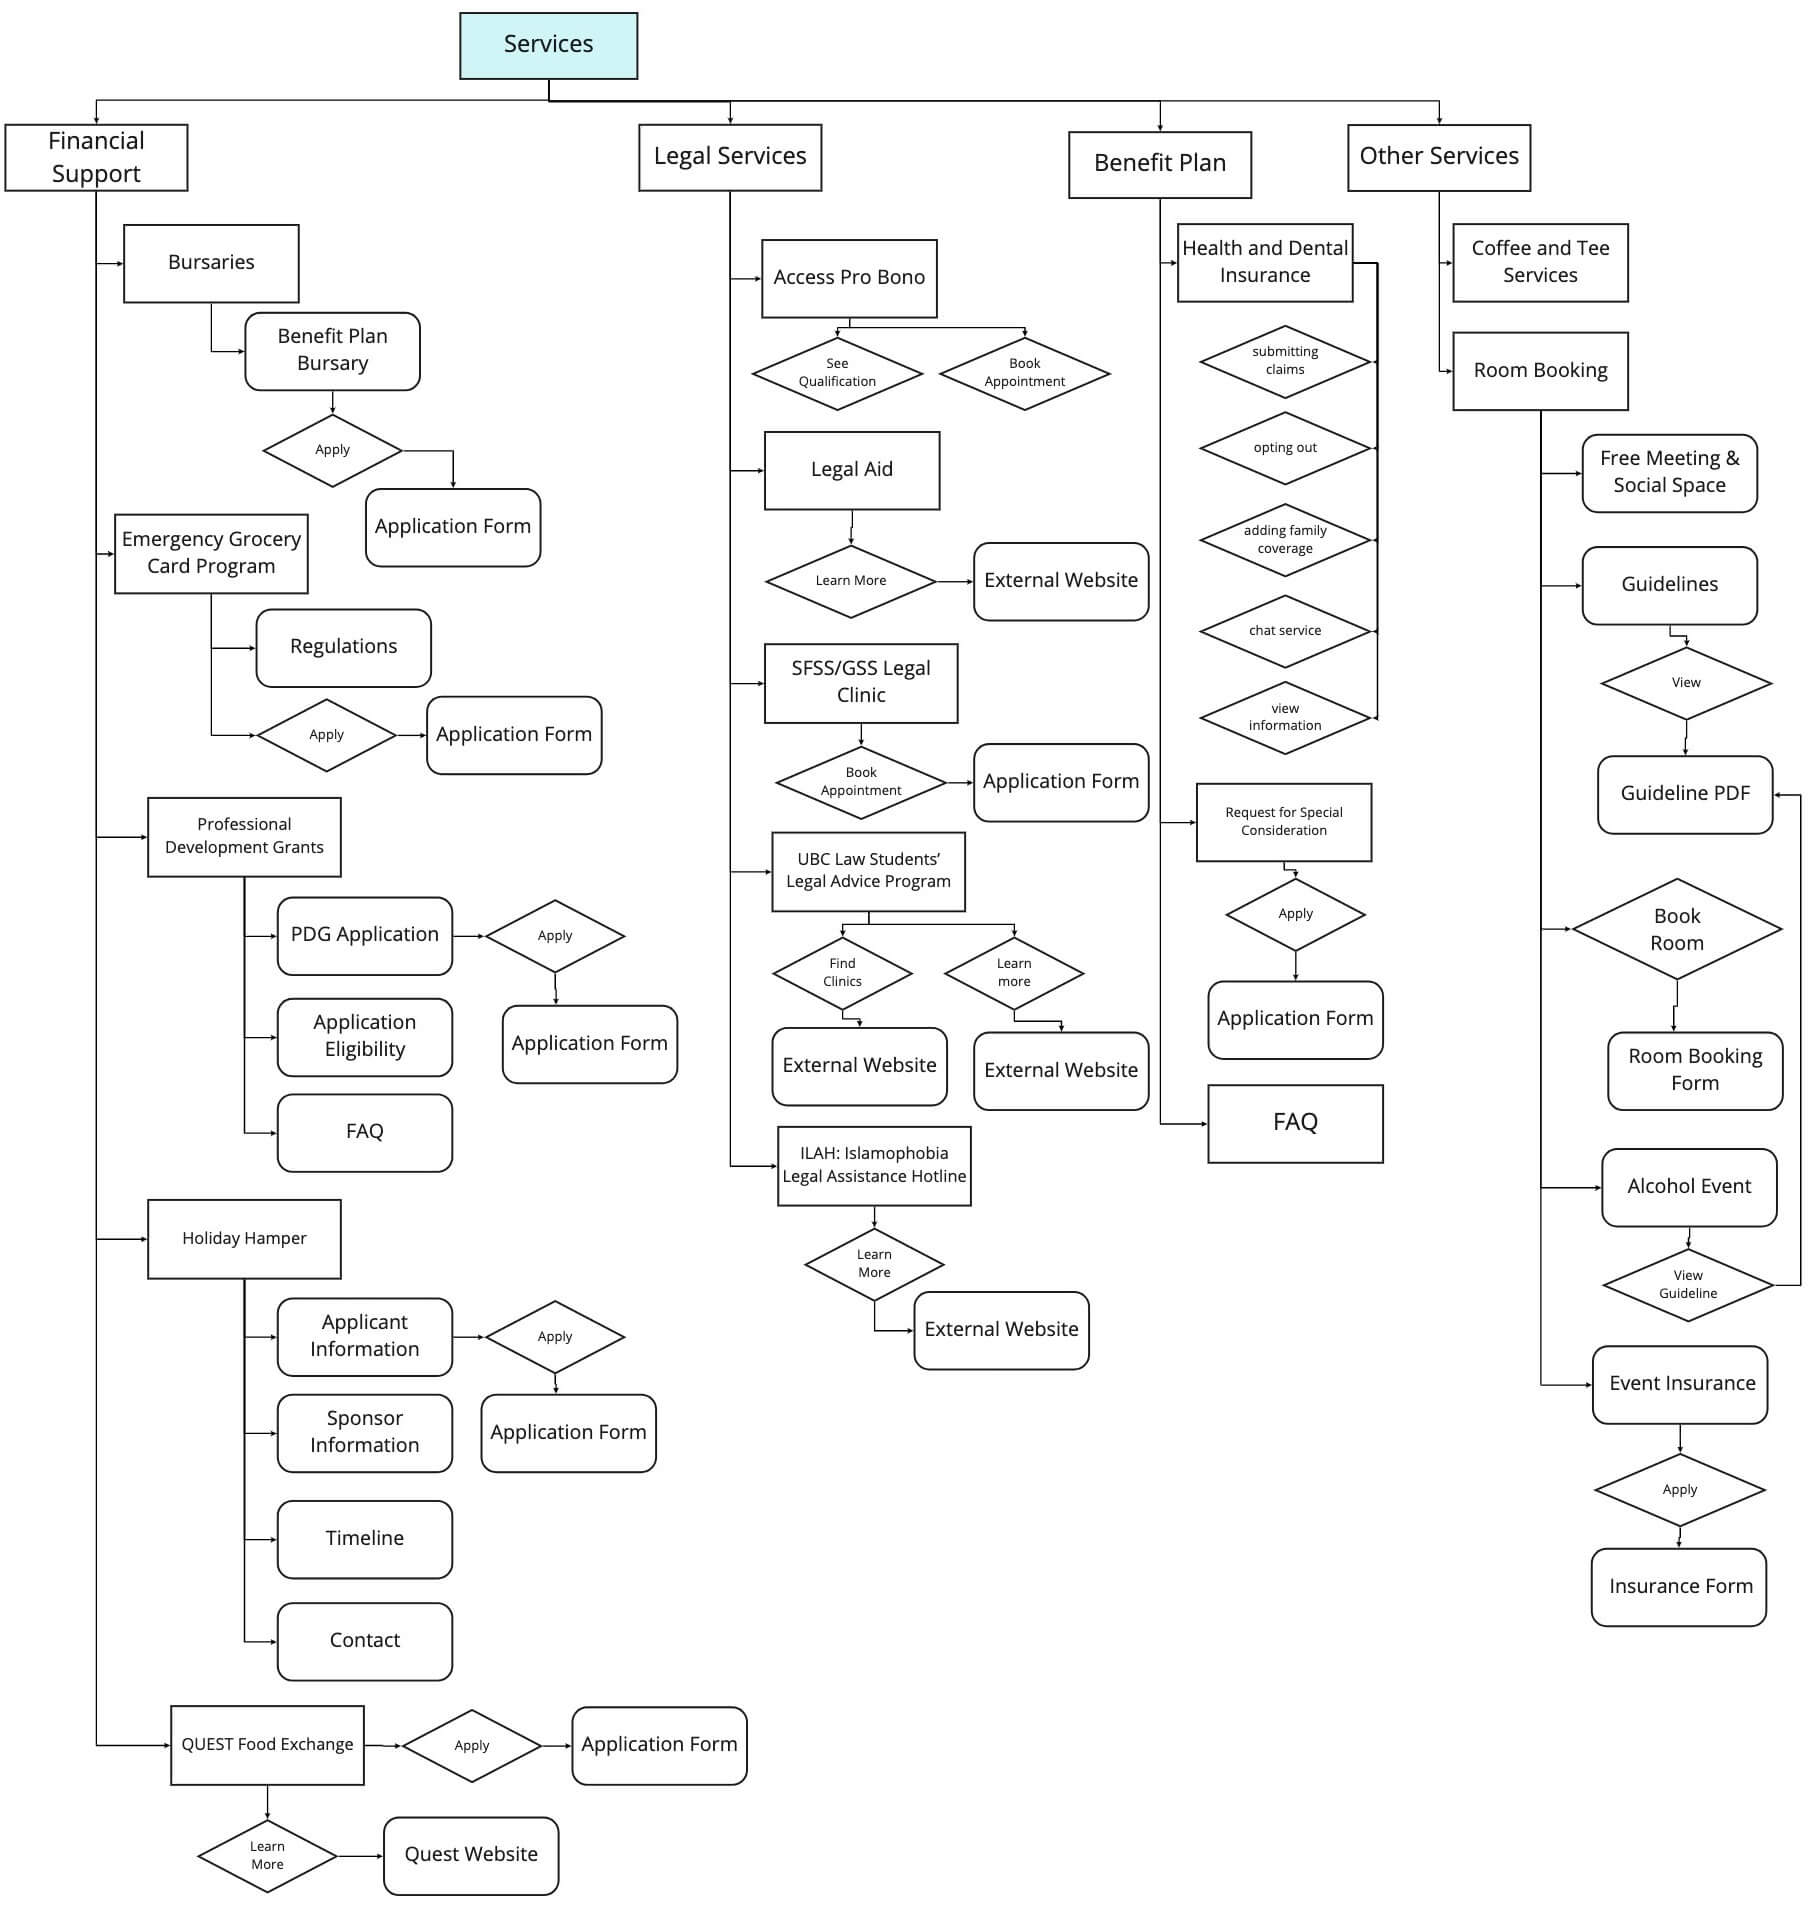 Services
Financial
Support
Bursaries
Benefit Plan
Bursary
Apply
Application Form
Emergency Grocery
Card Program
Regulations
Apply
Application Form
Professional
Development Grants
PDG Application
Apply
Application Form
Application
Eligibility
FAQ
Holiday Hamper
Applicant
Information
Apply
Application Form
Sponsor
Information
Timeline
Contact
QUEST Food Exchange
Apply
Application Form
Learn
More
Quest Website
Legal Services
Access Pro Bono
See
Qualification
Book
Appointment
Legal Aid
Learn More
External Website
SFSS/GSS Legal
Clinic
Book
Appointment
Application Form
UBC Law Students’
Legal Advice Program
Find
Clinics
External Website
Learn
more
External Website
ILAH: Islamophobia
Legal Assistance Hotline
Learn
More
External Website
Benefit Plan
Health and Dental
Insurance
submitting
claims
opting out
adding family
coverage
chat service
view
information
Request for Special
Consideration
Apply
Application Form
FAQ
Other Services
Coffee and Tee
Services
Room Booking
Free Meeting &
Social Space
Guidelines
View
Guideline PDF
Book
Room
Room Booking
Form
Alcohol Event
View
Guideline
Event Insurance
Apply
Insurance Form